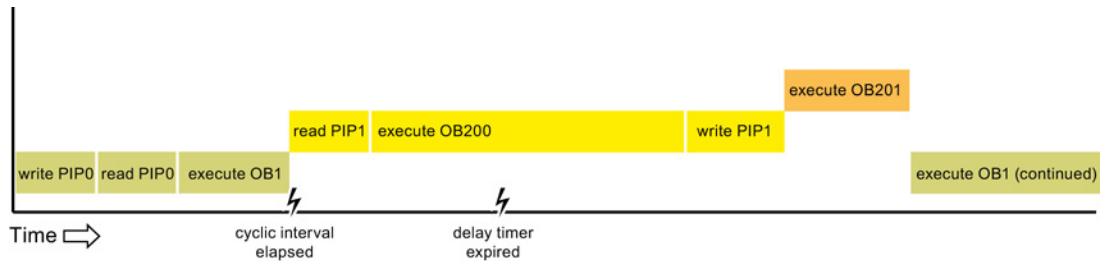 execute OB201
read PIP1
execute OB200
write PIP1
write PIP0
read PIP0
execute OB1
execute OB1 (continued)
Time
cyclic interval
elapsed
delay timer
expired